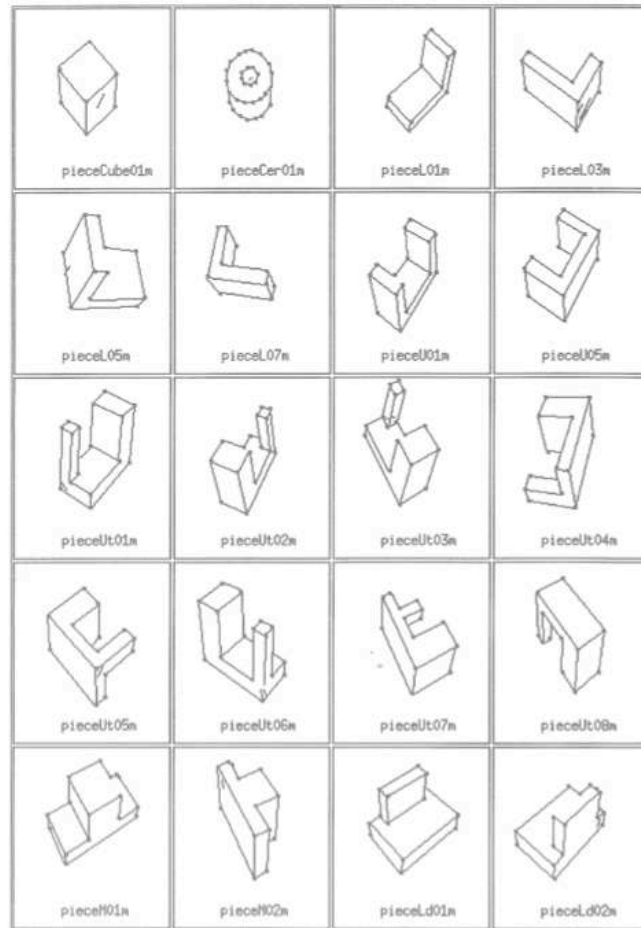 pieceCube01m
pieceCer01m
pieceL01m
pieceL03m
pieceL05m
pieceL07m
pieceU01m
pieceU05m
pieceUt01m
pieceUt02m
pieceUt03m
pieceUt04m
pieceUt05m
pieceUt06m
pieceUt07m
pieceUt08m
pieceM01m
pieceM02m
pieceLd01m
pieceLd02m